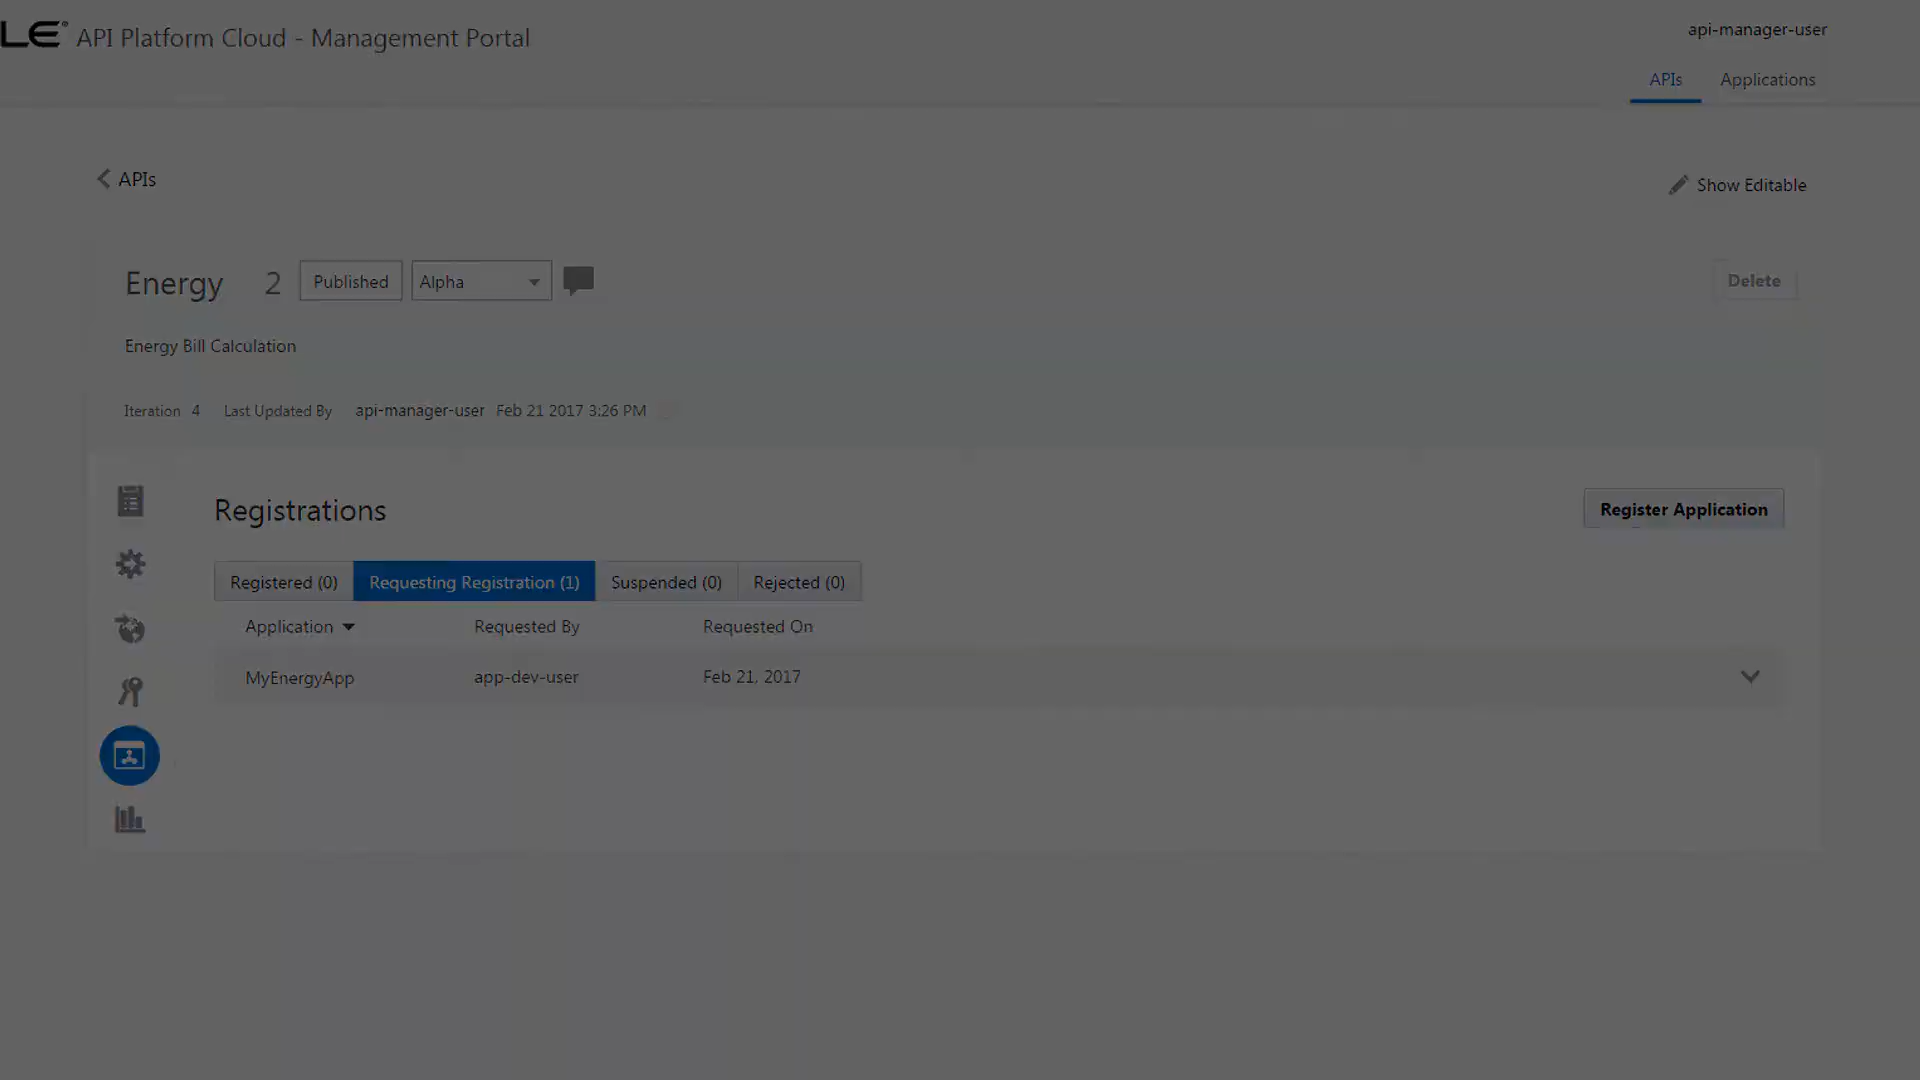 LE® API Platform Cloud - Management Portal
api-manager-user
APIs Applications
APIs
Show Editable
Energy 2 Published Alpha
Delete
Energy Bill Calculation
Iteration 4 Last Updated By api-manager-user Feb 21 2017 3:26 PM
Registrations
Register Application
Registered (0) Requesting Registration (1) Suspended (0) Rejected (0)
Application Requested By Requested On
MyEnergyApp app-dev-user Feb 21, 2017